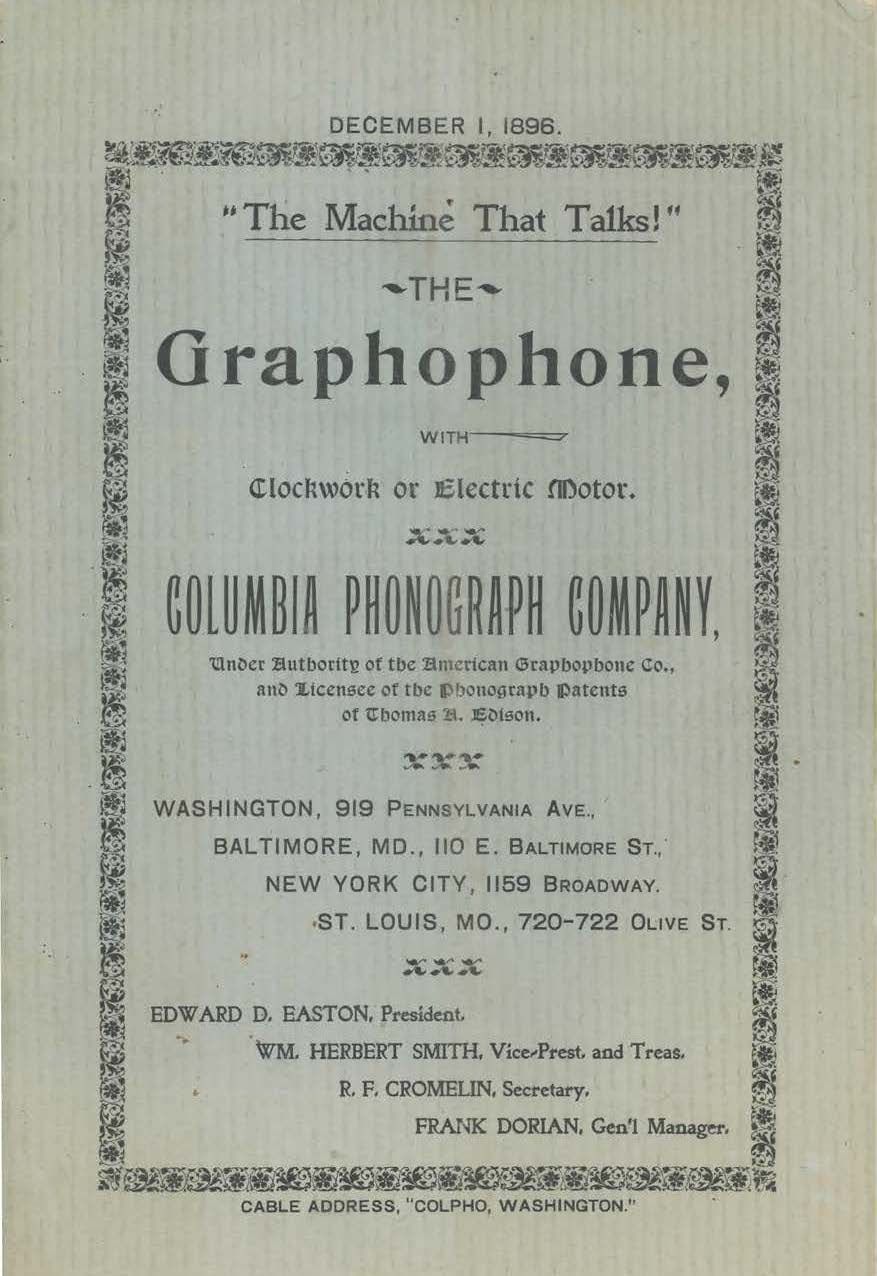 DECEMBER 1, 1896.
"The Machine That Talks!"
THE
Graphophone,
WITH
Clockwork or Electric Motor.
COLUMBIA PHONOGRAPH COMPANY,
Under Authority of the American Graphophone Co.,
and Licensee of the Phonograph Patents
of Thomas A. Edison.
WASHINGTON, 919 PENNSYLVANIA AVE.,
BALTIMORE, MD., 110 E. BALTIMORE ST.,
NEW YORK CITY, 1159 BROADWAY.
ST. LOUIS, MO., 720-722 OLIVE ST.
EDWARD D. EASTON, President.
WM. HERBERT SMITH, Vice-Prest. and Treas.
R. F. CROMELIN, Secretary.
FRANK DORIAN, Gen'l Manager.
CABLE ADDRESS, "COLPHO, WASHINGTON."